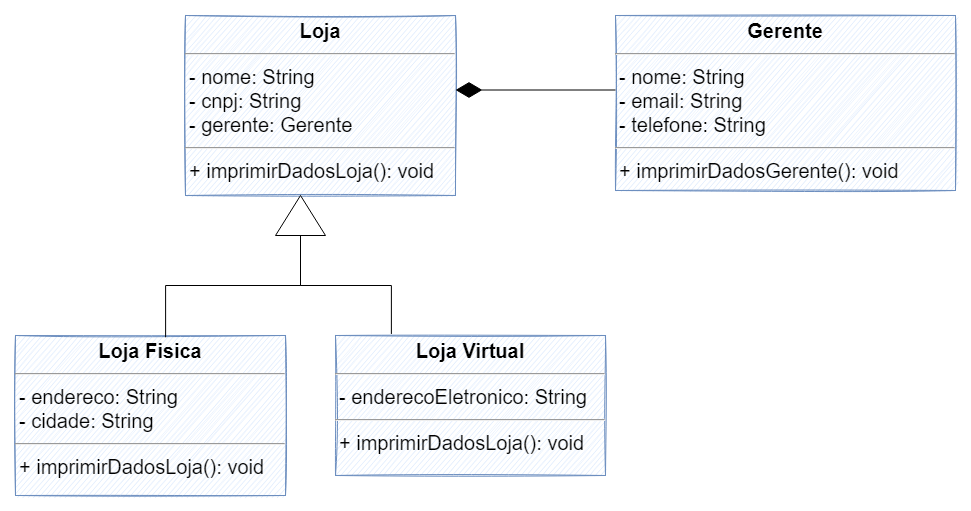 Loja
- nome: String
- cnpj: String
- gerente: Gerente
+ imprimirDadosLoja(): void
Gerente
- nome: String
- email: String
- telefone: String
+ imprimirDadosGerente(): void
Loja Fisica
- endereco: String
- cidade: String
+ imprimirDadosLoja(): void
Loja Virtual
- enderecoEletronico: String
+ imprimirDadosLoja(): void